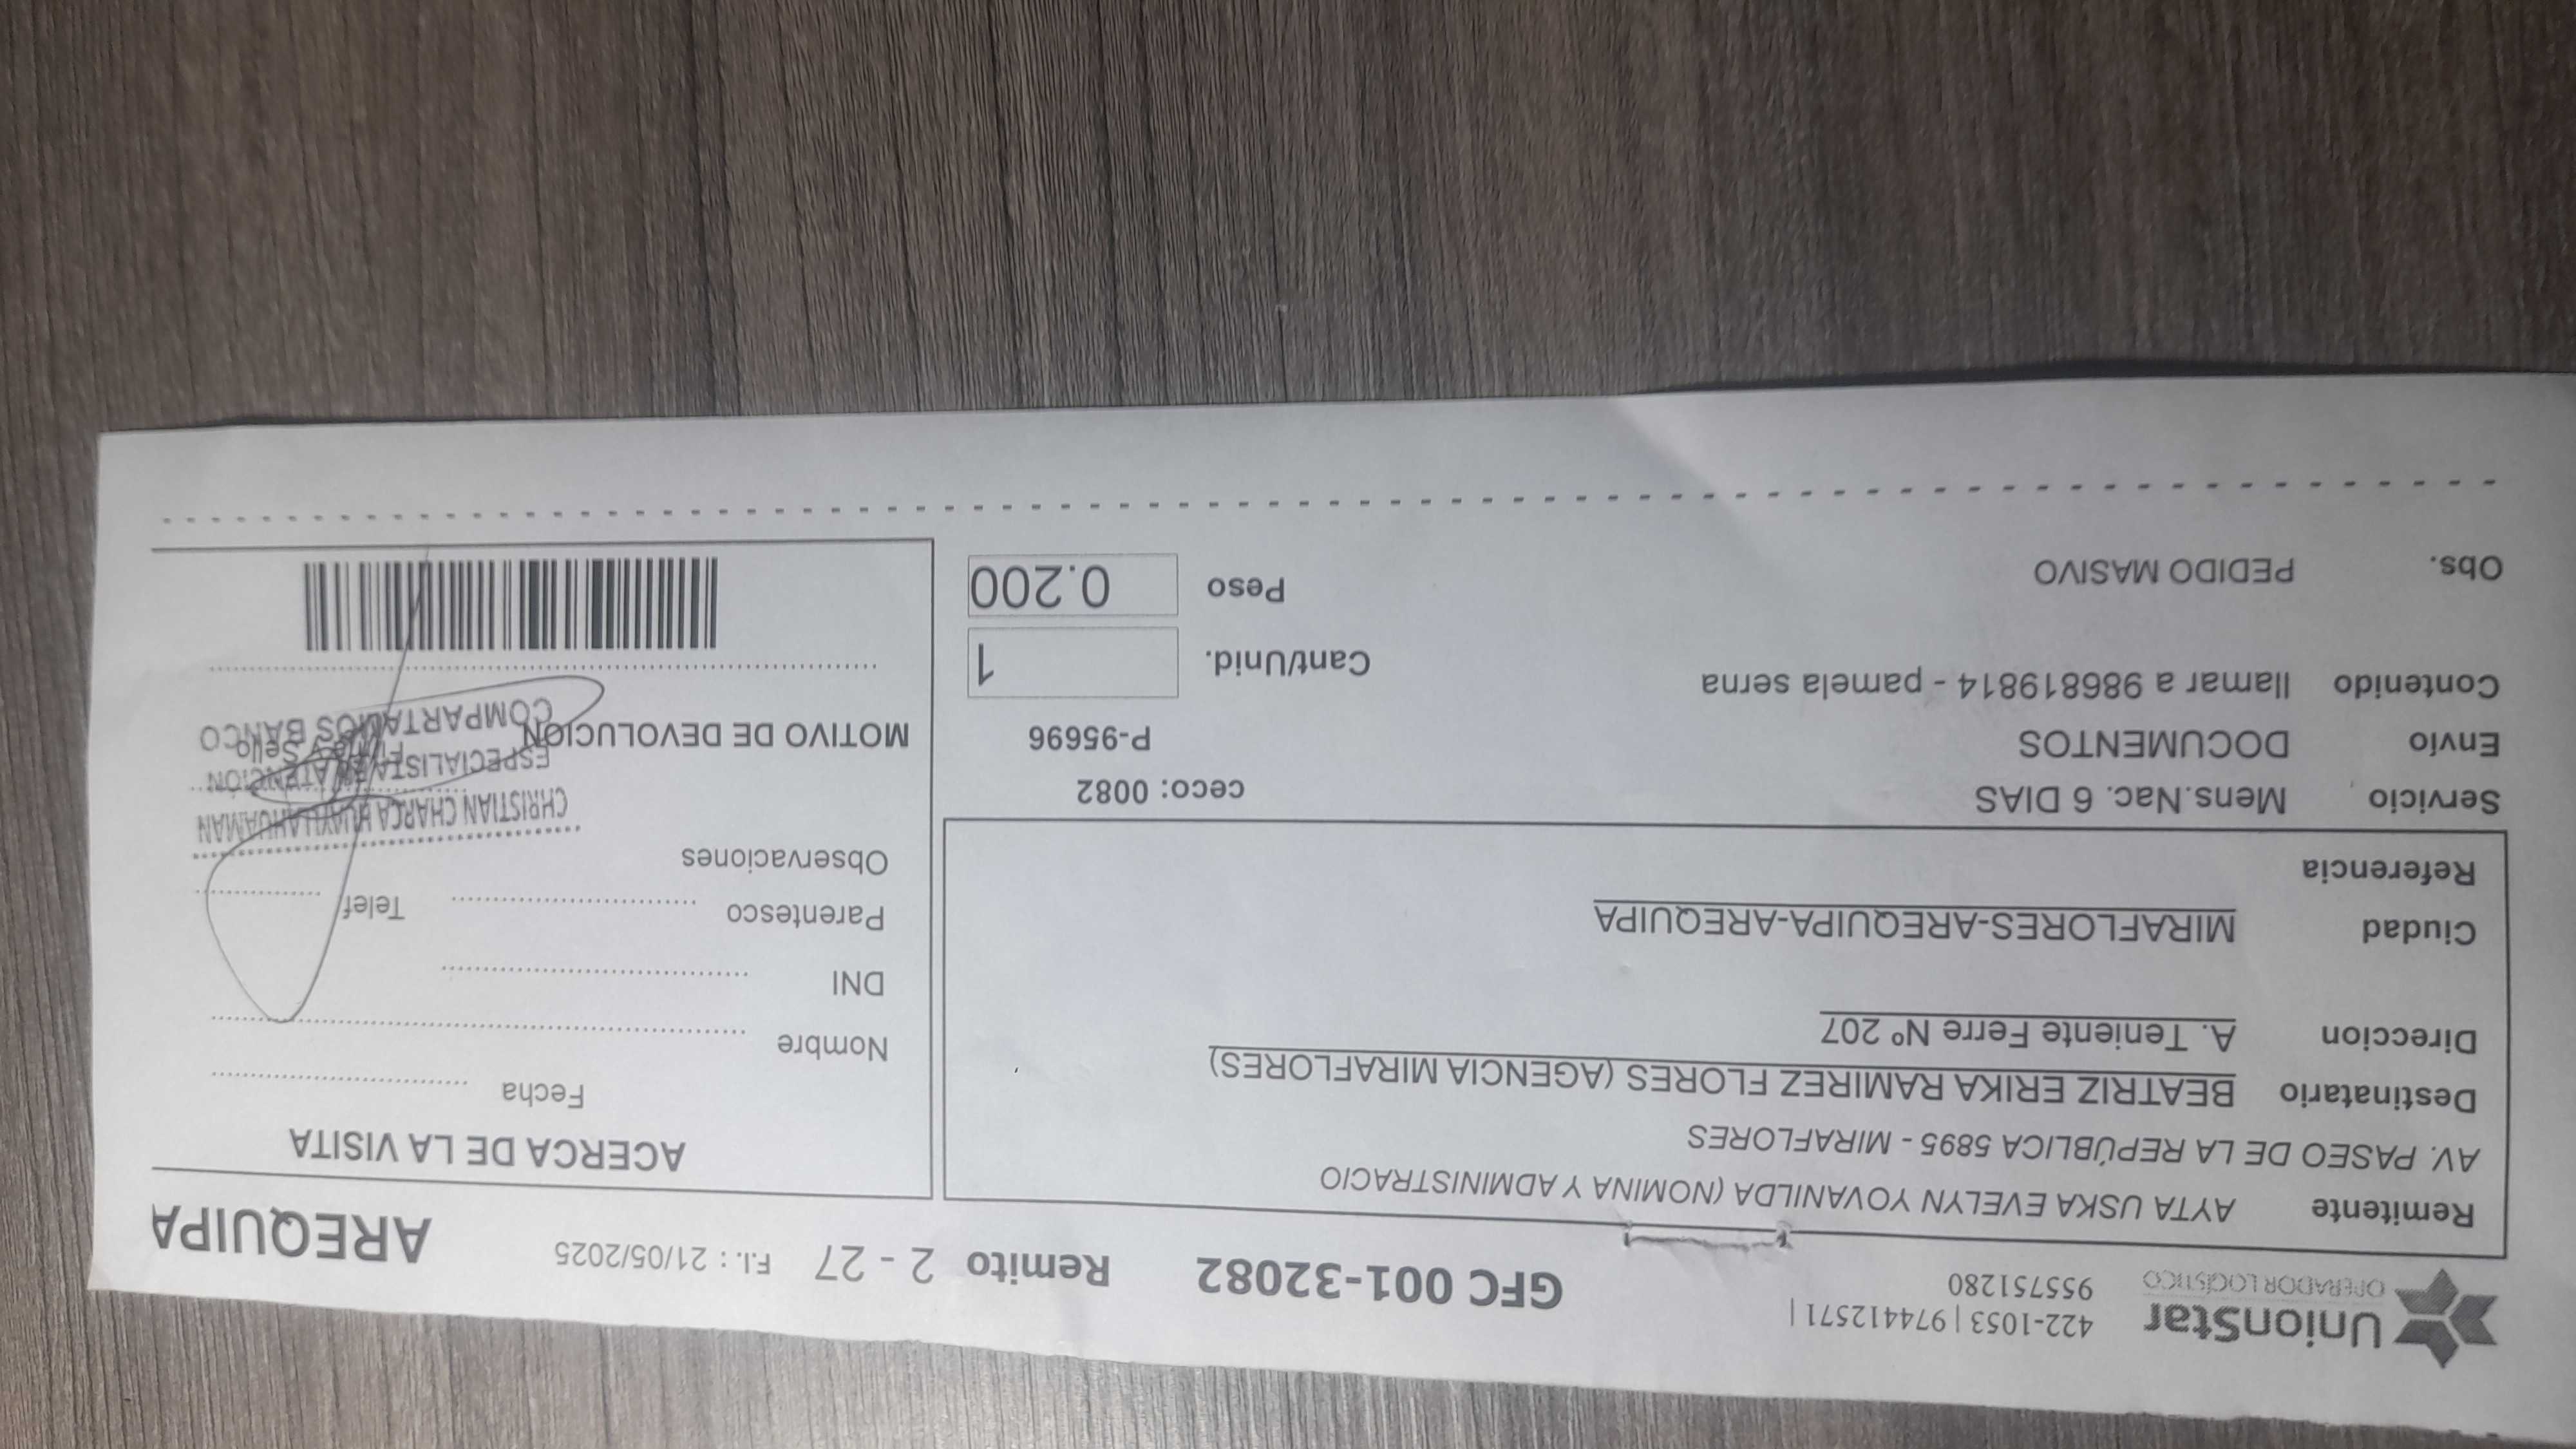 UnionStar
OPERADOR LOGÍSTICO
422-1053 | 974412571 |
955751280
GFC 001-32082
Remito 2 - 27
F.I. : 21/05/2025
AREQUIPA
Remitente AYTA USKA EVELYN YOVANILDA (NOMINA Y ADMINISTRACIO
AV. PASEO DE LA REPÚBLICA 5895 - MIRAFLORES
Destinatario BEATRIZ ERIKA RAMIREZ FLORES (AGENCIA MIRAFLORES)
Direccion A. Teniente Ferre Nº 207
Ciudad MIRAFLORES-AREQUIPA-AREQUIPA
Referencia
Servicio Mens.Nac. 6 DIAS
ceco: 0082
Envío DOCUMENTOS
P-95696
Contenido llamar a 986819814 - pamela serna
Cant/Unid. 1
Obs. PEDIDO MASIVO
Peso 0.200
ACERCA DE LA VISITA
Fecha
Nombre
DNI
Parentesco Telef
Observaciones
CHRISTIAN CHARCA HUAYLLAHUAMAN
ESPECIALISTA EN ATENCIÓN
Firma y Sello
COMPARTAMOS BANCO
MOTIVO DE DEVOLUCION